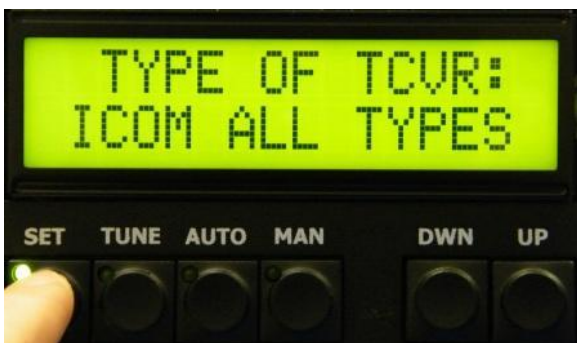 TYPE OF TCVR:
ICOM ALL TYPES
SET TUNE AUTO MAN DWN UP